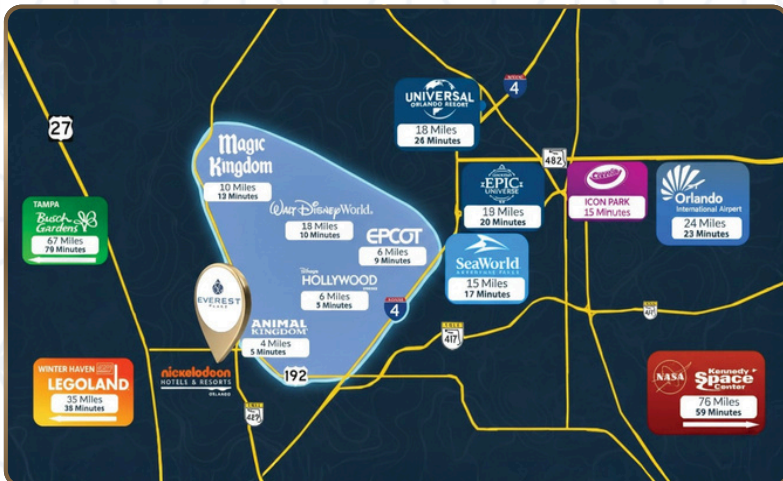 27
4
UNIVERSAL
ORLANDO RESORT
18 Miles
26 Minutes
482
Magic
Kingdom
10 Miles
13 Minutes
EPIC
UNIVERSE
19 Miles
20 Minutes
ICON PARK
15 Minutes
Orlando
International Airport
24 Miles
23 Minutes
TAMPA
Busch
Gardens
67 Miles
79 Minutes
WALT DISNEY World.
18 Miles
10 Minutes
EPCOT
6 Miles
9 Minutes
SeaWorld
15 Miles
17 Minutes
EVEREST
PLACE
Disney
HOLLYWOOD
6 Miles
5 Minutes
4
417
417
ANIMAL
KINGDOM
4 Miles
5 Minutes
WINTER HAVEN
LEGOLAND
35 Miles
38 Minutes
nickelodeon
HOTELS & RESORTS
ORLANDO
192
NASA
Kennedy
Space
Center
76 Miles
59 Minutes